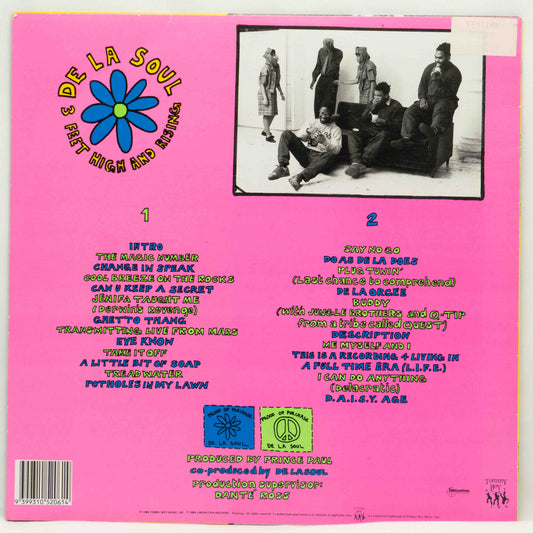 DE LA SOUL
3 FEET HIGH AND RISING
1
INTRO
THE MAGIC NUMBER
CHANGE IN SPEAK
COOL BREEZE ON THE ROCKS
CAN U KEEP A SECRET
JENIFA TAUGHT ME
(Derwin's Revenge)
GHETTO THANG
TRANSMITTING LIVE FROM MARS
EYE KNOW
TAKE IT OFF
A LITTLE BIT OF SOAP
TREAD WATER
POTHOLES IN MY LAWN
2
SAY NO GO
DO AS DE LA DOES
PLUG TUNIN'
(Last chance to comprehend)
DE LA ORGEE
BUDDY
(with JUNGLE BROTHERS and Q-TIP
from a tribe called QUEST)
DESCRIPTION
ME MYSELF AND I
THIS IS A RECORDING 4 LIVING IN
A FULL TIME ERA (L.I.F.E.)
I CAN DO ANYTHING
(Delacratic)
D.A.I.S.Y. AGE
PROOF OF PURCHASE
DE LA SOUL
PROOF OF PURCHASE
DE LA SOUL
PRODUCED BY PRINCE PAUL
CO-PRODUCED by DE LA SOUL
Production supervisor:
DANTE ROSS
9 399310 520614
Liberation
TOMMY
BOY